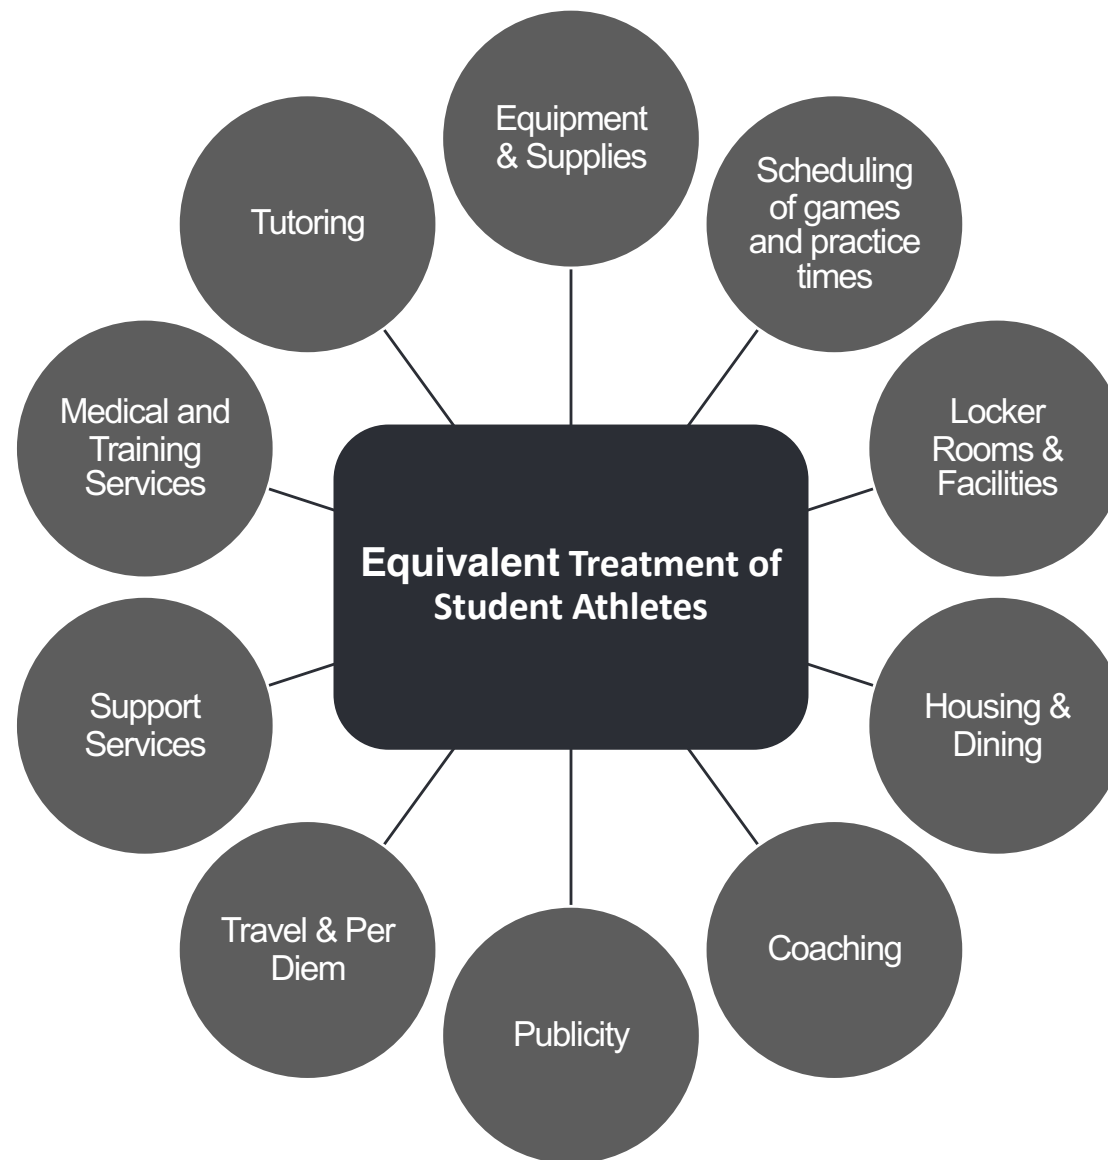 Equipment
& Supplies
Scheduling
of games
and practice
times
Locker
Rooms &
Facilities
Housing &
Dining
Coaching
Publicity
Travel & Per
Diem
Support
Services
Medical and
Training
Services
Tutoring
Equivalent Treatment of
Student Athletes